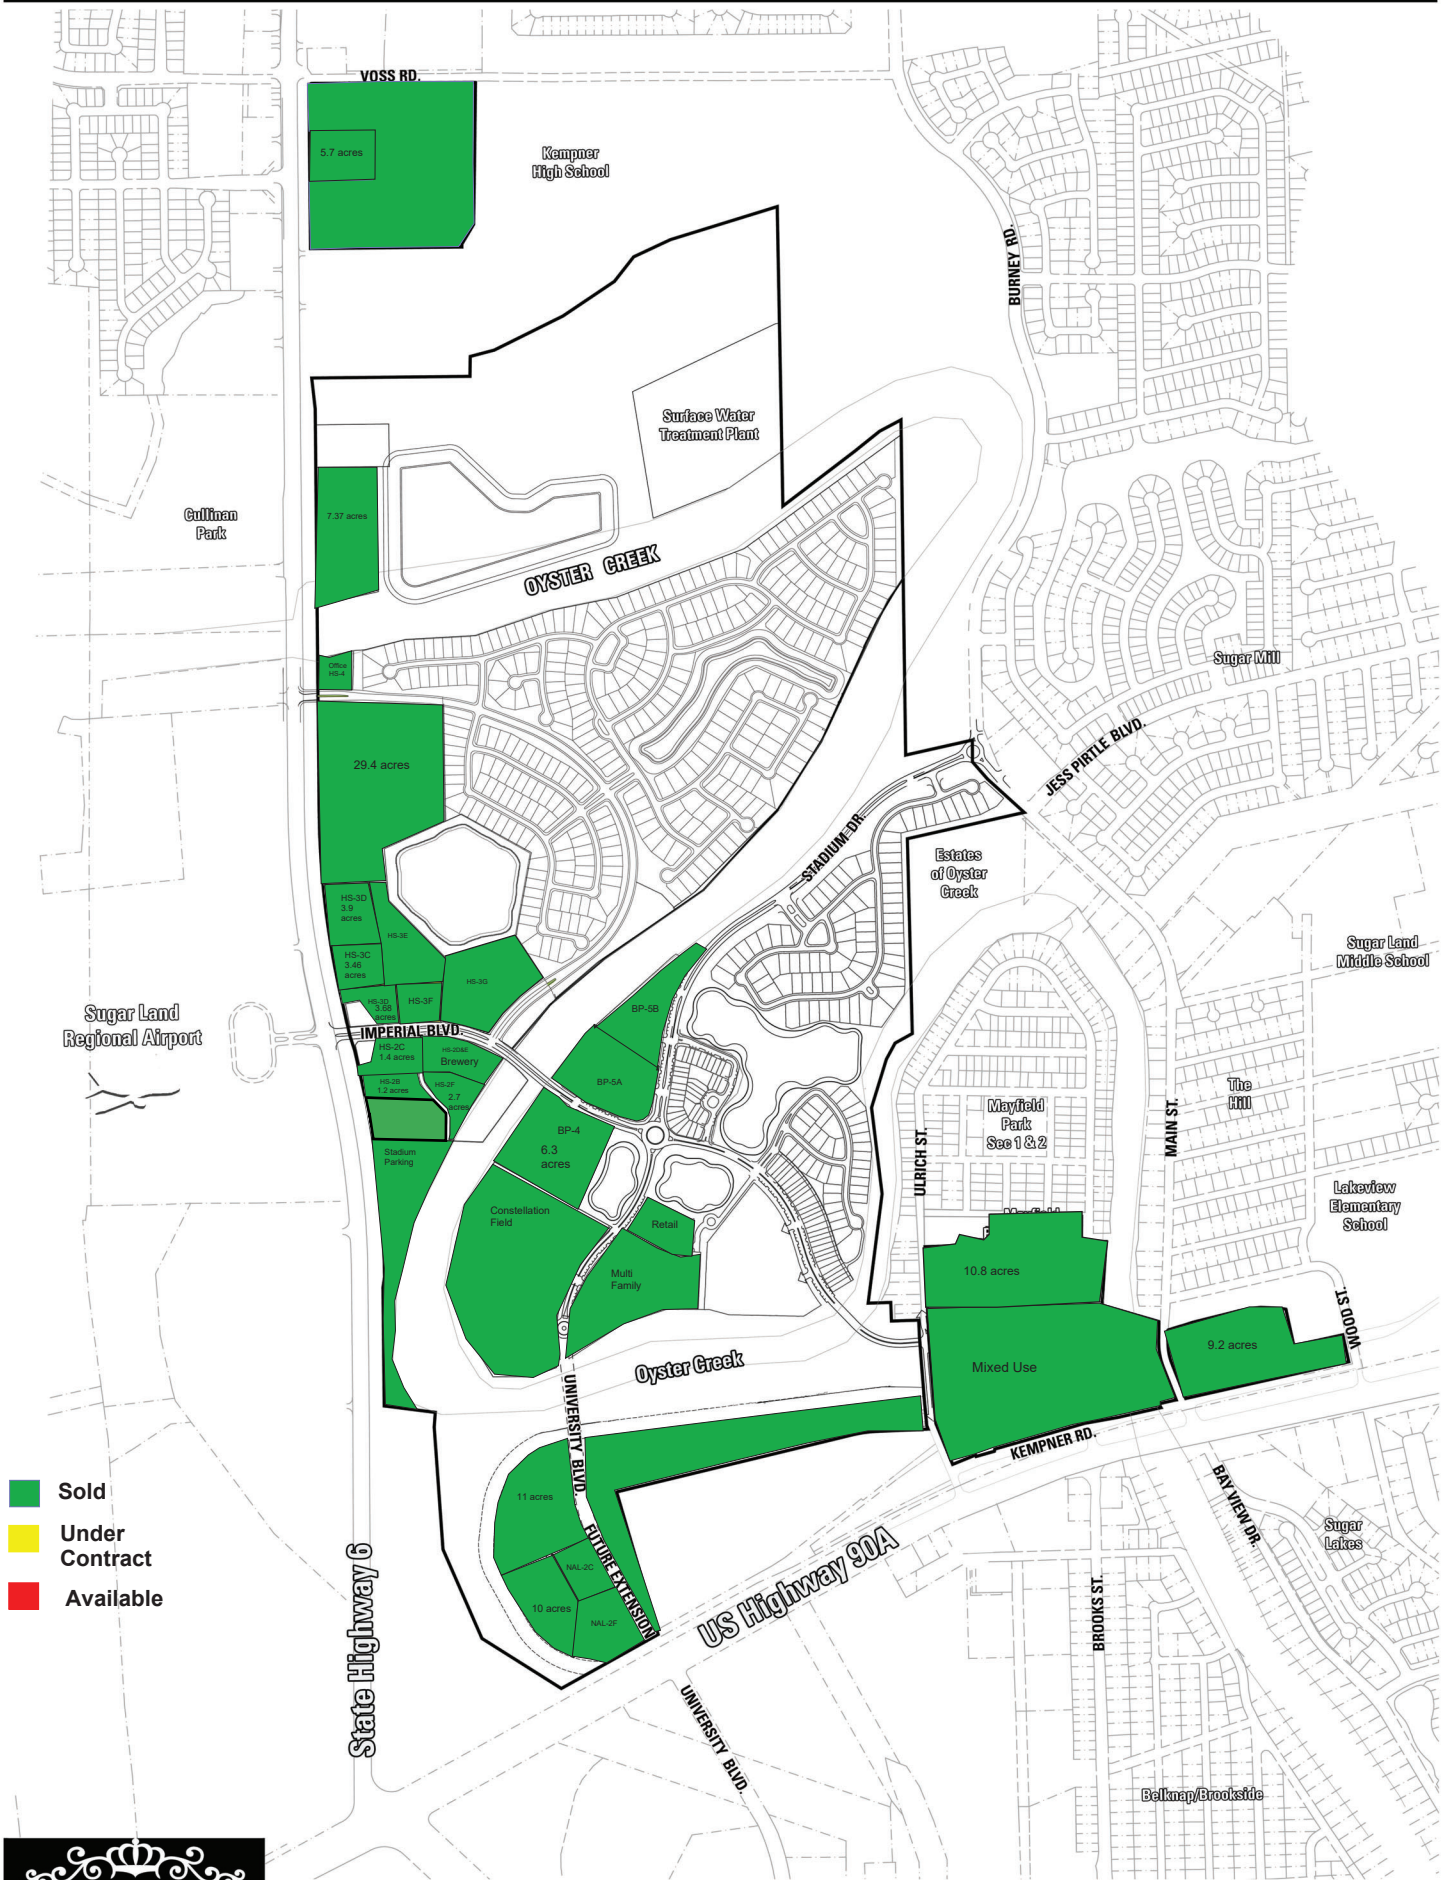 VOSS RD.
5.7 acres
Kempner
High School
BURNEY RD.
Surface Water
Treatment Plant
Cullinan
Park
7.37 acres
OYSTER CREEK
Office
HS-4
Sugar Mill
29.4 acres
JESS PIRTLE BLVD.
STADIUM DR.
Estates
of Oyster
Creek
HS-3D
3.9
acres
HS-3E
HS-3C
3.46
acres
HS-3G
Sugar Land
Middle School
HS-3D
3.68
acres
HS-3F
BP-5B
Sugar Land
Regional Airport
IMPERIAL BLVD.
HS-2C
1.4 acres
HS-2D&E
Brewery
HS-2B
1.2 acres
HS-2F
2.7
acres
BP-5A
The
Hill
Mayfield
Park
Sec 1 & 2
MAIN ST.
ULRICH ST.
BP-4
6.3
acres
Stadium
Parking
Lakeview
Elementary
School
Constellation
Field
Retail
Multi
Family
10.8 acres
WOOD ST.
9.2 acres
Mixed Use
Oyster Creek
UNIVERSITY BLVD.
KEMPNER RD.
BAY VIEW DR.
Sold
Under
Contract
Available
11 acres
Sugar
Lakes
FUTURE EXTENSION
NAL-2C
10 acres
NAL-2F
US Highway 90A
BROOKS ST.
State Highway 6
UNIVERSITY BLVD.
Belknap/Brookside